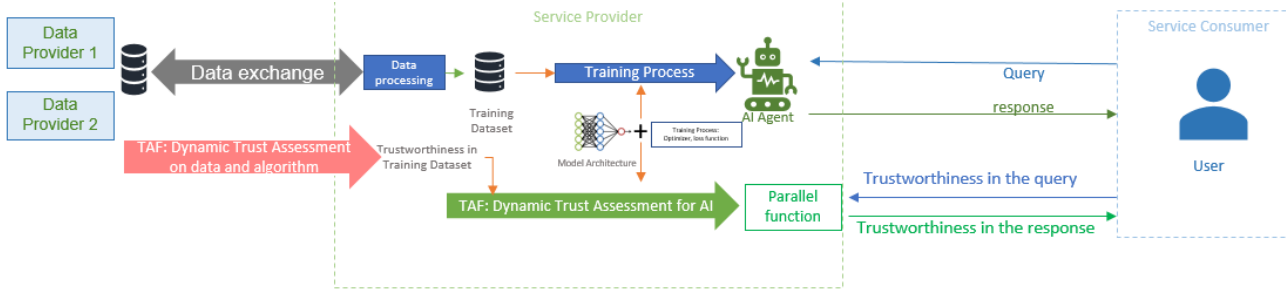 Service Provider
Service Consumer
Data
Provider 1
Data
Provider 2
Data exchange
Data
processing
Training
Dataset
Training Process
AI Agent
Query
response
User
Model Architecture
+
Training Process:
Optimizer, loss function
TAF: Dynamic Trust Assessment
on data and algorithm
Trustworthiness in
Training Dataset
TAF: Dynamic Trust Assessment for AI
Parallel
function
Trustworthiness in the query
Trustworthiness in the response